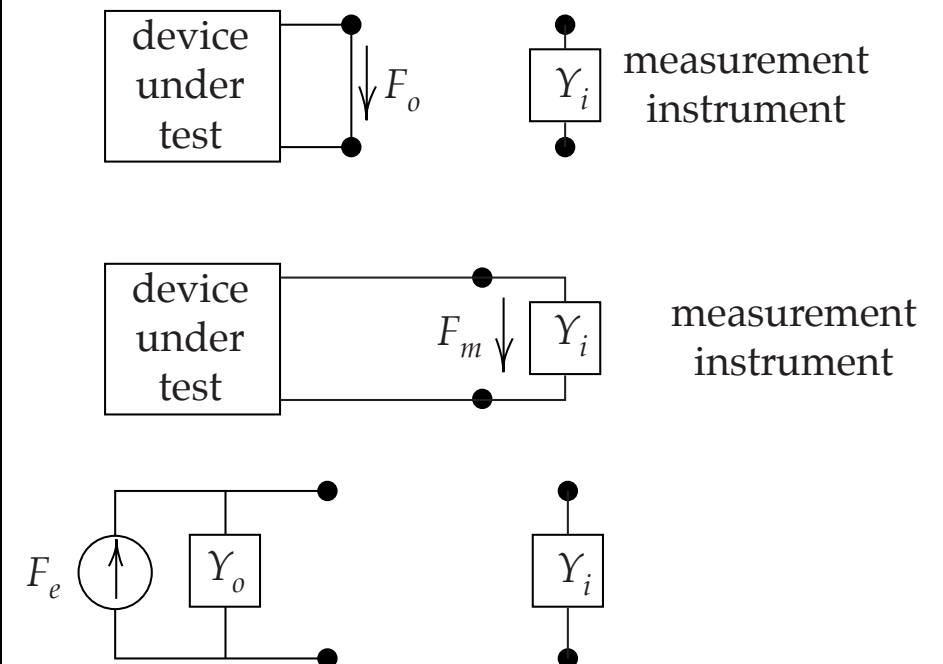 device
under
test
F_o
Y_i
measurement
instrument
device
under
test
F_m
Y_i
measurement
instrument
F_e
Y_o
Y_i